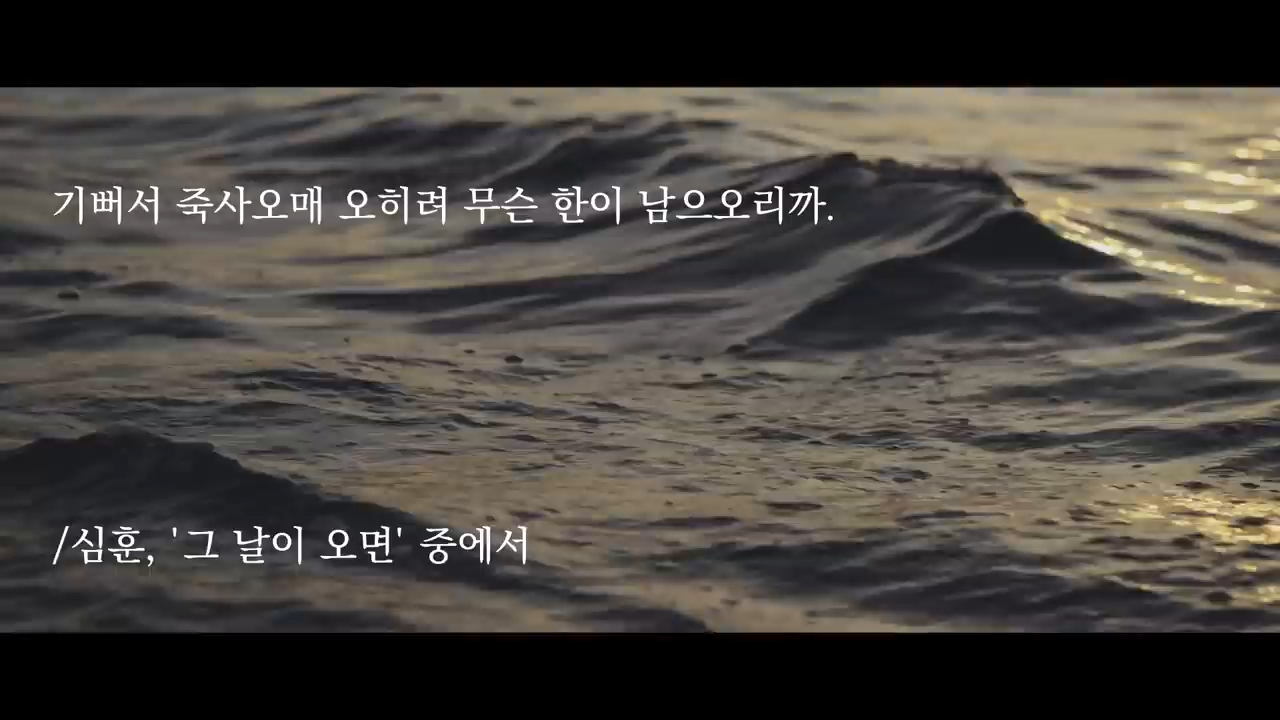 기뻐서 죽사오매 오히려 무슨 한이 남으오리까.
/심훈, '그 날이 오면' 중에서